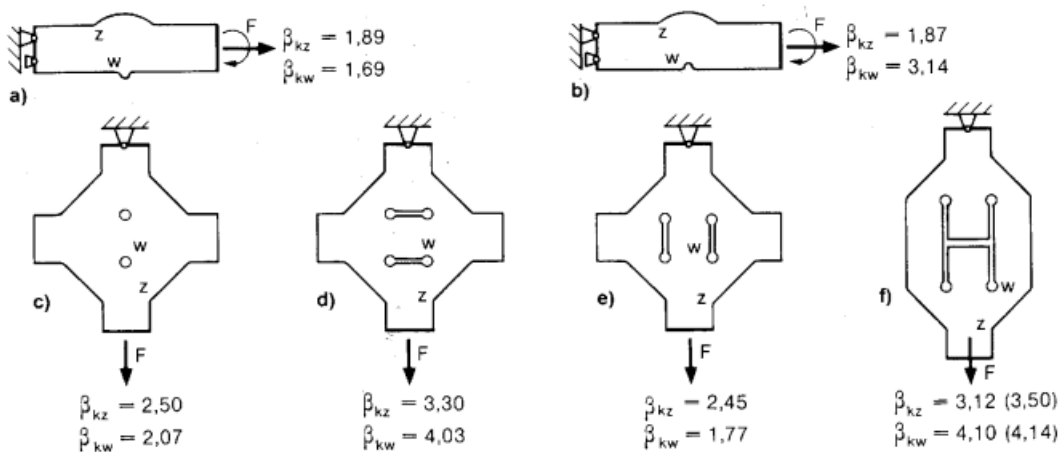 z
w
F
β_kz = 1,89
β_kw = 1,69
a)
z
w
F
β_kz = 1,87
β_kw = 3,14
b)
w
z
c)
F
β_kz = 2,50
β_kw = 2,07
w
z
d)
F
β_kz = 3,30
β_kw = 4,03
w
z
e)
F
β_kz = 2,45
β_kw = 1,77
w
z
f)
F
β_kz = 3,12 (3,50)
β_kw = 4,10 (4,14)